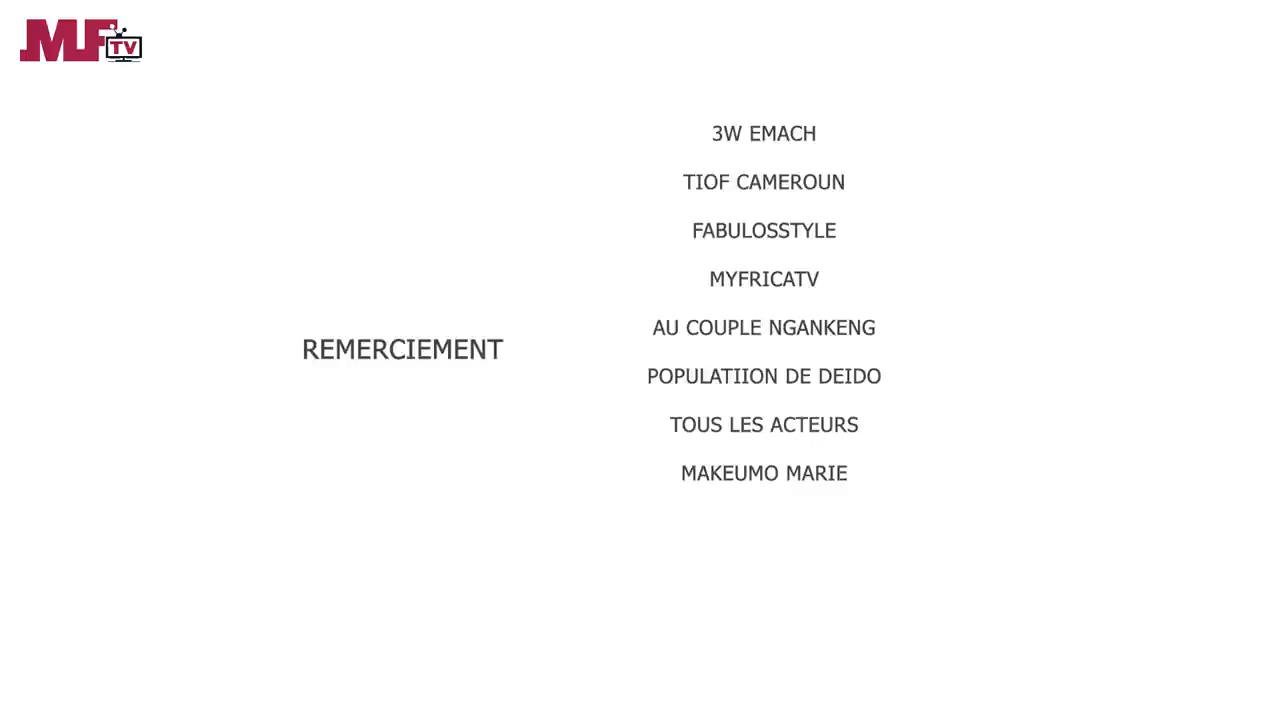 MF TV
3W EMACH
TIOF CAMEROUN
FABULOSSTYLE
MYFRICATV
AU COUPLE NGANKENG
REMERCIEMENT
POPULATIION DE DEIDO
TOUS LES ACTEURS
MAKEUMO MARIE